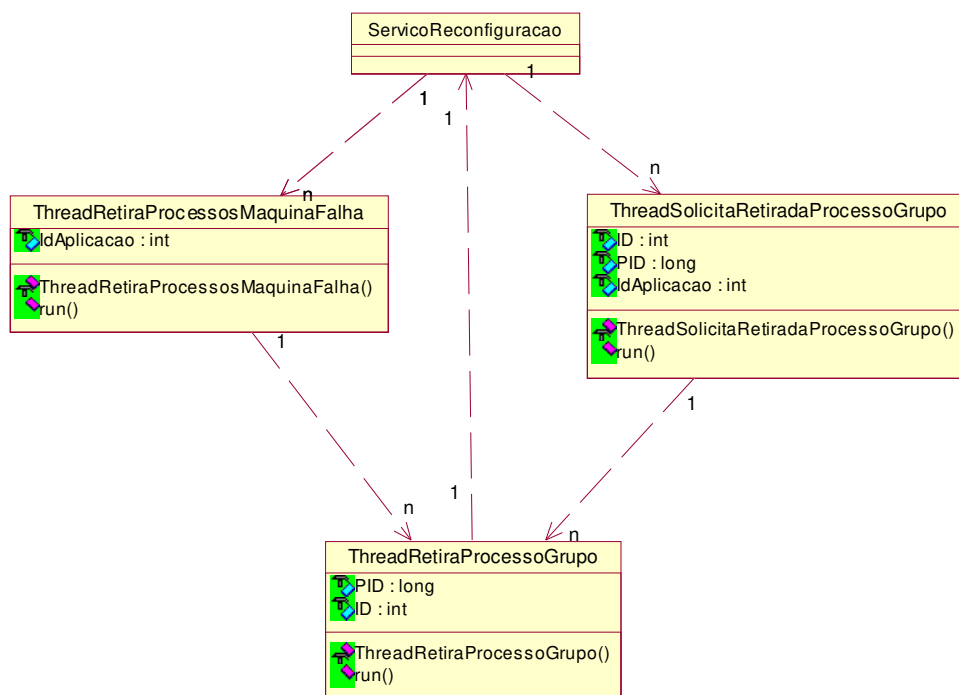 ServicoReconfiguracao
1
1
1
n
n
ThreadRetiraProcessosMaquinaFalha
IdAplicacao : int
ThreadRetiraProcessosMaquinaFalha()
run()
ThreadSolicitaRetiradaProcessoGrupo
ID : int
PID : long
IdAplicacao : int
ThreadSolicitaRetiradaProcessoGrupo()
run()
1
1
1
n
n
ThreadRetiraProcessoGrupo
PID : long
ID : int
ThreadRetiraProcessoGrupo()
run()